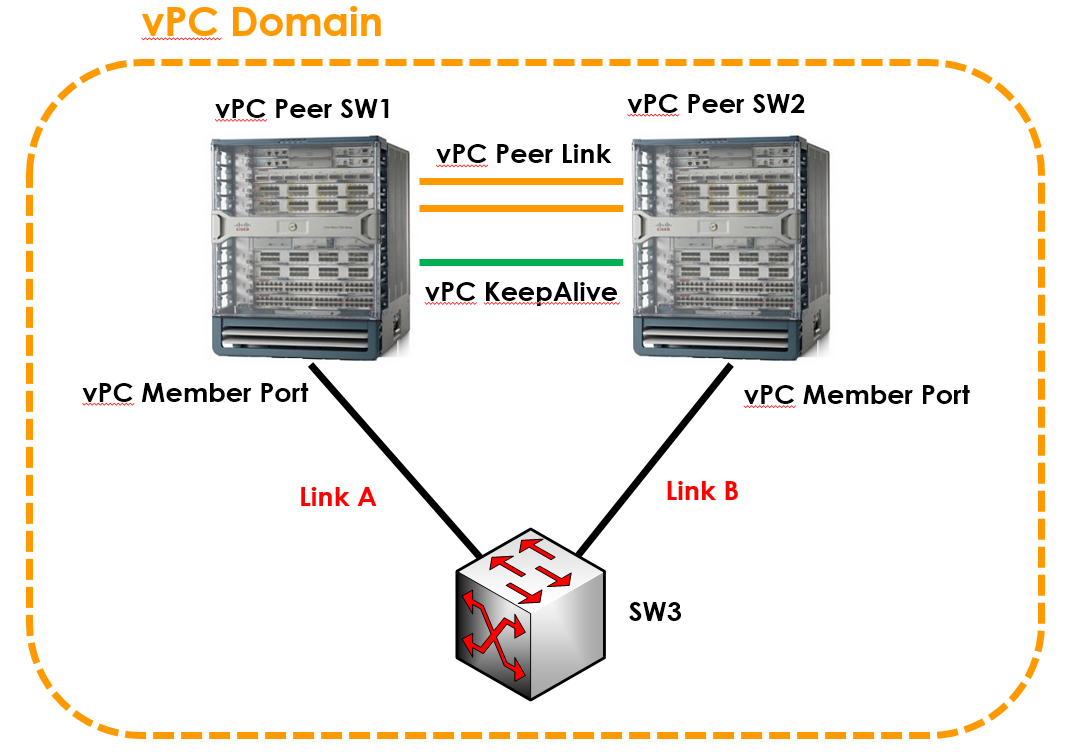 vPC Domain
vPC Peer SW1
vPC Peer SW2
vPC Peer Link
vPC KeepAlive
vPC Member Port
vPC Member Port
Link A
Link B
SW3